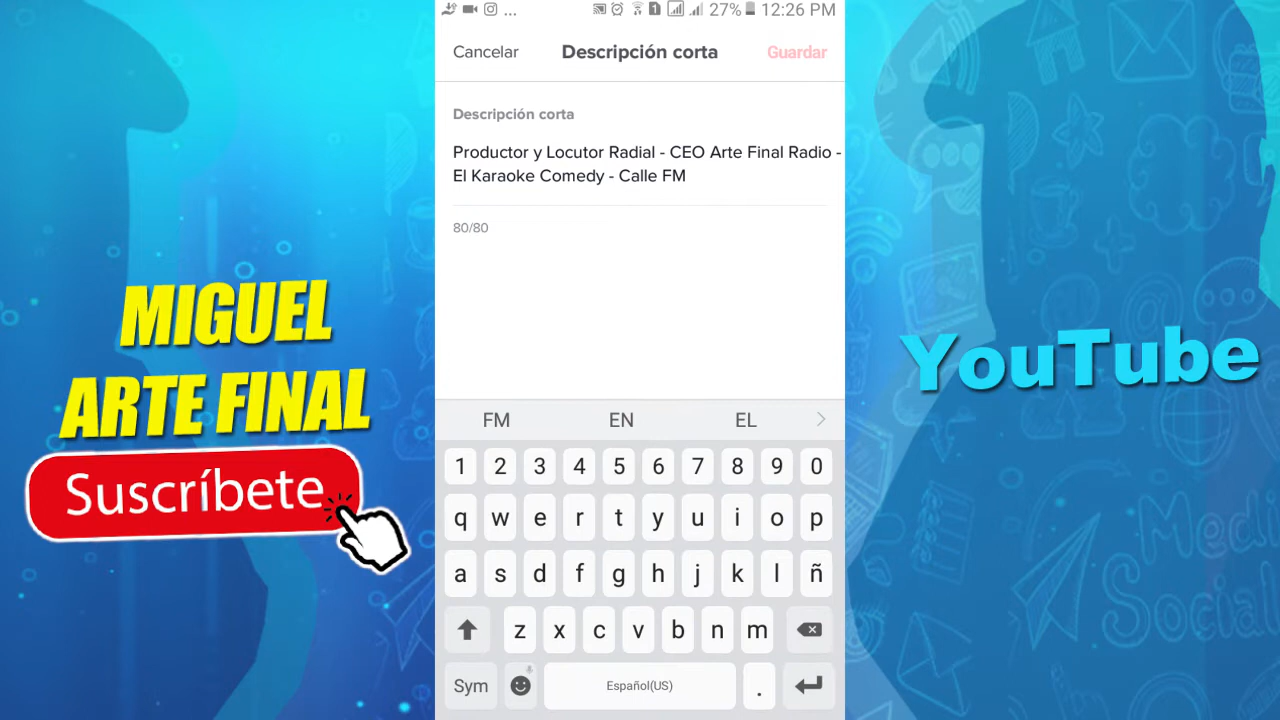 ... 27% 12:26 PM
Cancelar Descripción corta Guardar
Descripción corta
Productor y Locutor Radial - CEO Arte Final Radio -
El Karaoke Comedy - Calle FM
80/80
MIGUEL
ARTE FINAL
Suscríbete
YouTube
FM EN EL
1 2 3 4 5 6 7 8 9 0
q w e r t y u i o p
a s d f g h j k l ñ
z x c v b n m
Sym Español(US) .
Medi
Social